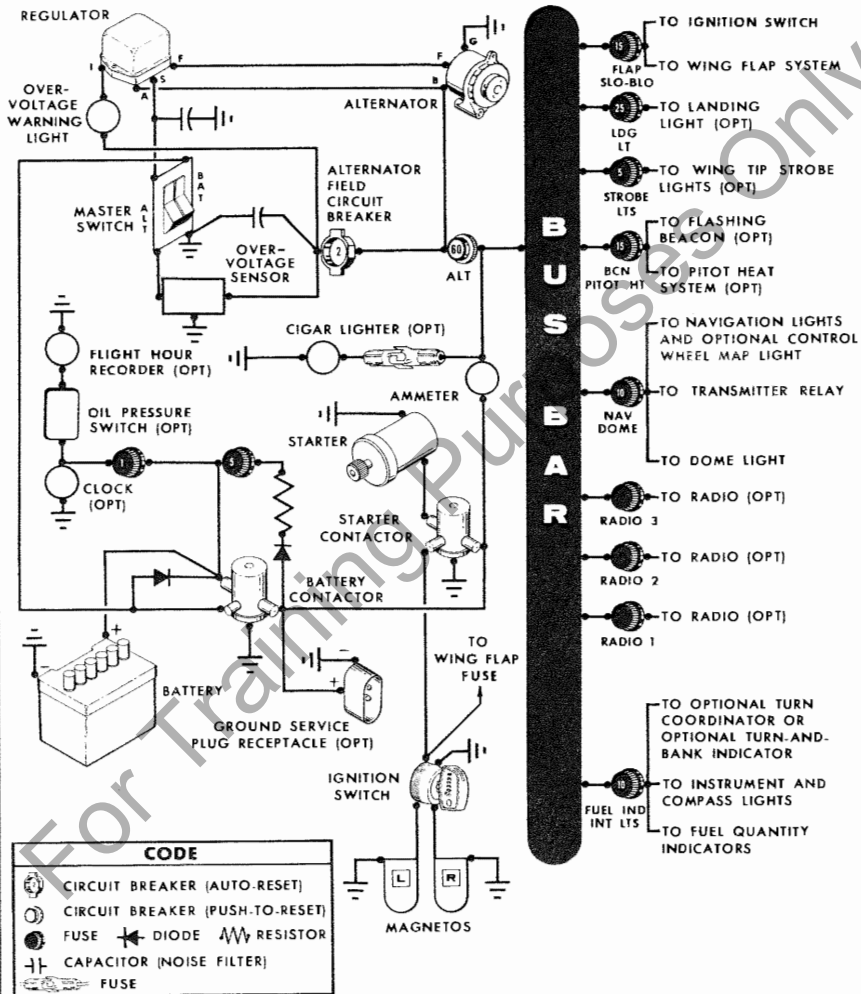 REGULATOR
I
A
S
F
F
B
G
ALTERNATOR
OVER-
VOLTAGE
WARNING
LIGHT
MASTER
SWITCH
ALT
BAT
OVER-
VOLTAGE
SENSOR
ALTERNATOR
FIELD
CIRCUIT
BREAKER
2
60
ALT
CIGAR LIGHTER (OPT)
FLIGHT HOUR
RECORDER (OPT)
OIL PRESSURE
SWITCH (OPT)
CLOCK
(OPT)
AMMETER
STARTER
STARTER
CONTACTOR
BATTERY
CONTACTOR
+
-
BATTERY
-
+
GROUND SERVICE
PLUG RECEPTACLE (OPT)
TO
WING FLAP
FUSE
IGNITION
SWITCH
L
R
MAGNETOS
BUS BAR
15
FLAP
SLO-BLO
TO IGNITION SWITCH
TO WING FLAP SYSTEM
25
LDG
LT
TO LANDING
LIGHT (OPT)
5
STROBE
LTS
TO WING TIP STROBE
LIGHTS (OPT)
15
BCN
PITOT HT
TO FLASHING
BEACON (OPT)
TO PITOT HEAT
SYSTEM (OPT)
10
NAV
DOME
TO NAVIGATION LIGHTS
AND OPTIONAL CONTROL
WHEEL MAP LIGHT
TO TRANSMITTER RELAY
TO DOME LIGHT
RADIO 3
TO RADIO (OPT)
RADIO 2
TO RADIO (OPT)
RADIO 1
TO RADIO (OPT)
10
FUEL IND
INT LTS
TO OPTIONAL TURN
COORDINATOR OR
OPTIONAL TURN-AND-
BANK INDICATOR
TO INSTRUMENT AND
COMPASS LIGHTS
TO FUEL QUANTITY
INDICATORS
CODE
CIRCUIT BREAKER (AUTO-RESET)
CIRCUIT BREAKER (PUSH-TO-RESET)
FUSE DIODE RESISTOR
CAPACITOR (NOISE FILTER)
FUSE
For Training Purposes Only